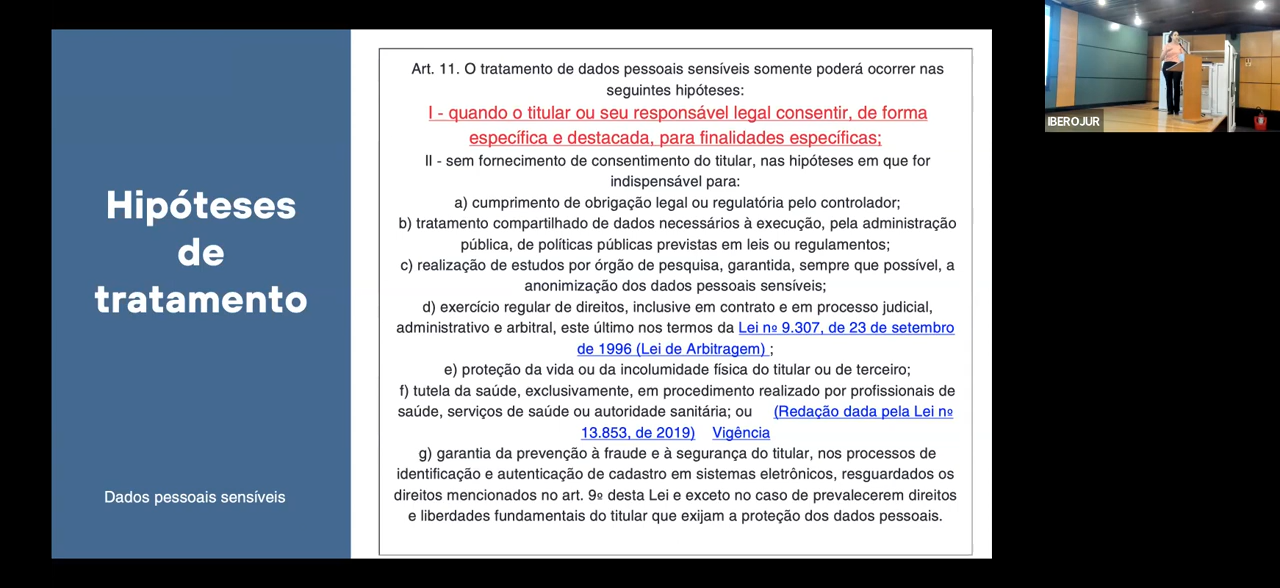 Hipóteses
de
tratamento
Dados pessoais sensíveis
Art. 11. O tratamento de dados pessoais sensíveis somente poderá ocorrer nas
seguintes hipóteses:
I - quando o titular ou seu responsável legal consentir, de forma
específica e destacada, para finalidades específicas;
II - sem fornecimento de consentimento do titular, nas hipóteses em que for
indispensável para:
a) cumprimento de obrigação legal ou regulatória pelo controlador;
b) tratamento compartilhado de dados necessários à execução, pela administração
pública, de políticas públicas previstas em leis ou regulamentos;
c) realização de estudos por órgão de pesquisa, garantida, sempre que possível, a
anonimização dos dados pessoais sensíveis;
d) exercício regular de direitos, inclusive em contrato e em processo judicial,
administrativo e arbitral, este último nos termos da Lei nº 9.307, de 23 de setembro
de 1996 (Lei de Arbitragem) ;
e) proteção da vida ou da incolumidade física do titular ou de terceiro;
f) tutela da saúde, exclusivamente, em procedimento realizado por profissionais de
saúde, serviços de saúde ou autoridade sanitária; ou (Redação dada pela Lei nº
13.853, de 2019) Vigência
g) garantia da prevenção à fraude e à segurança do titular, nos processos de
identificação e autenticação de cadastro em sistemas eletrônicos, resguardados os
direitos mencionados no art. 9º desta Lei e exceto no caso de prevalecerem direitos
e liberdades fundamentais do titular que exijam a proteção dos dados pessoais.
IBEROJUR